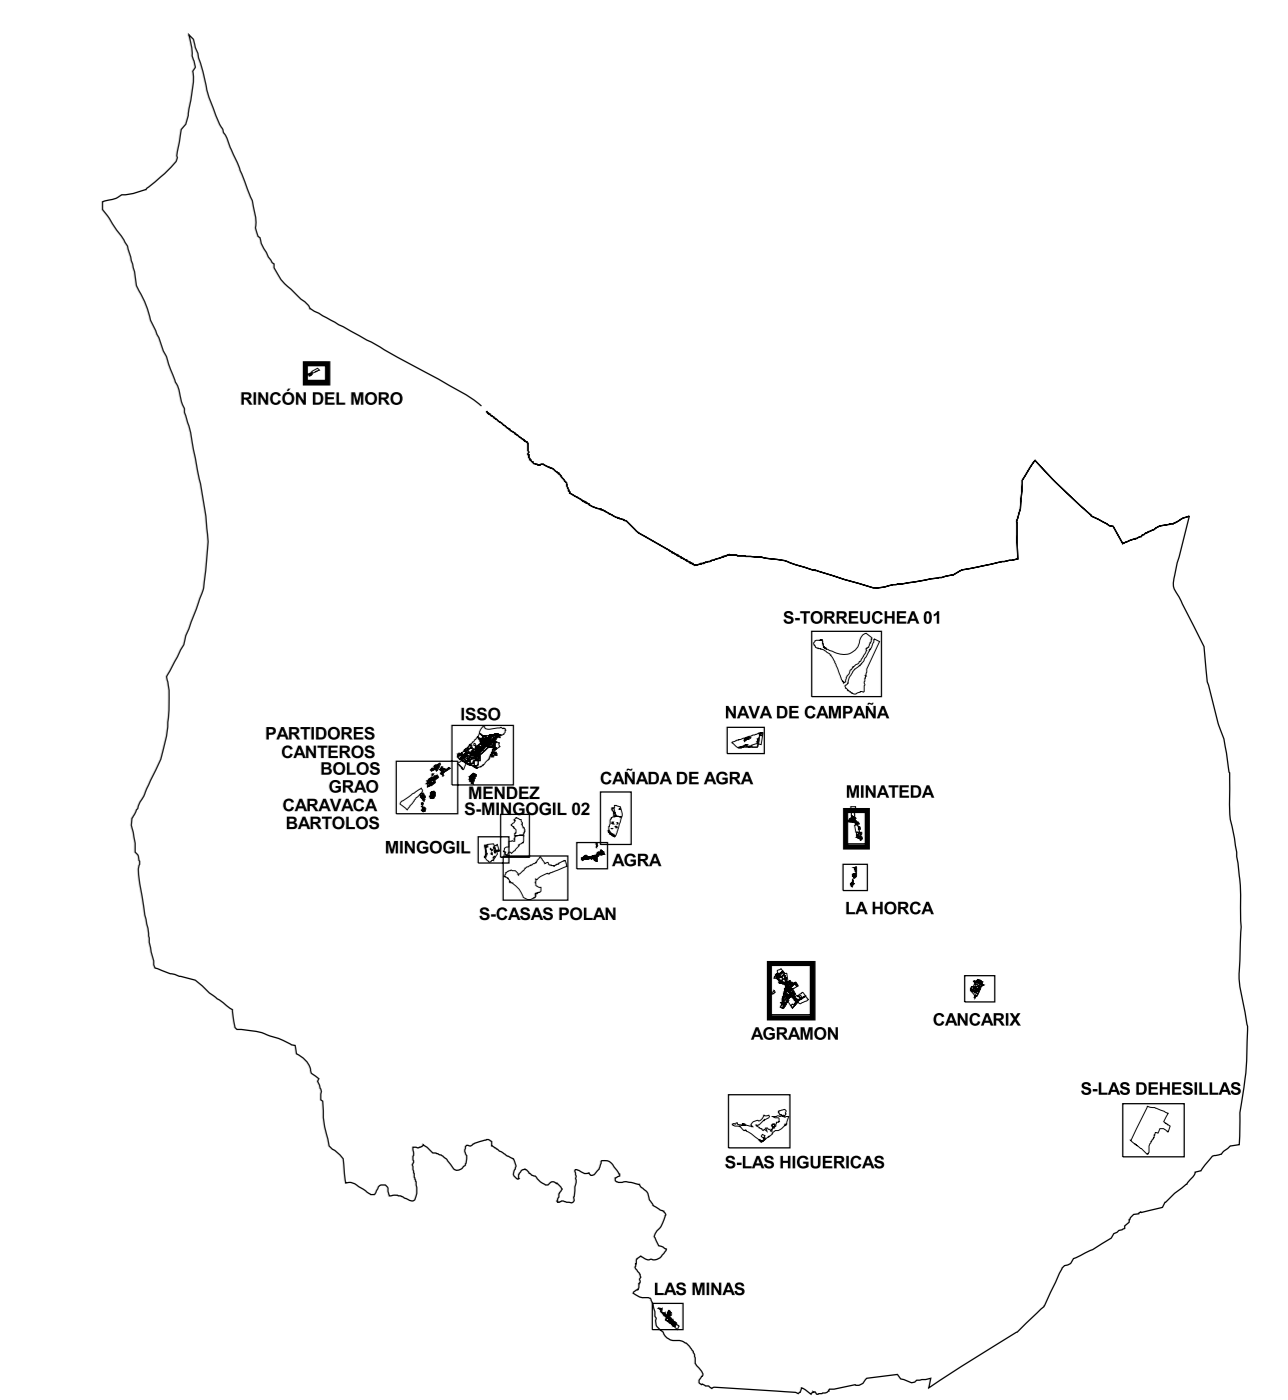 RINCÓN DEL MORO
S-TORREUCHEA 01
NAVA DE CAMPAÑA
ISSO
PARTIDORES
CANTEROS
BOLOS
GRAO
CARAVACA
BARTOLOS
MENDEZ
S-MINGOGIL 02
CAÑADA DE AGRA
MINATEDA
MINGOGIL
AGRA
S-CASAS POLAN
LA HORCA
AGRAMON
CANCARIX
S-LAS DEHESILLAS
S-LAS HIGUERICAS
LAS MINAS